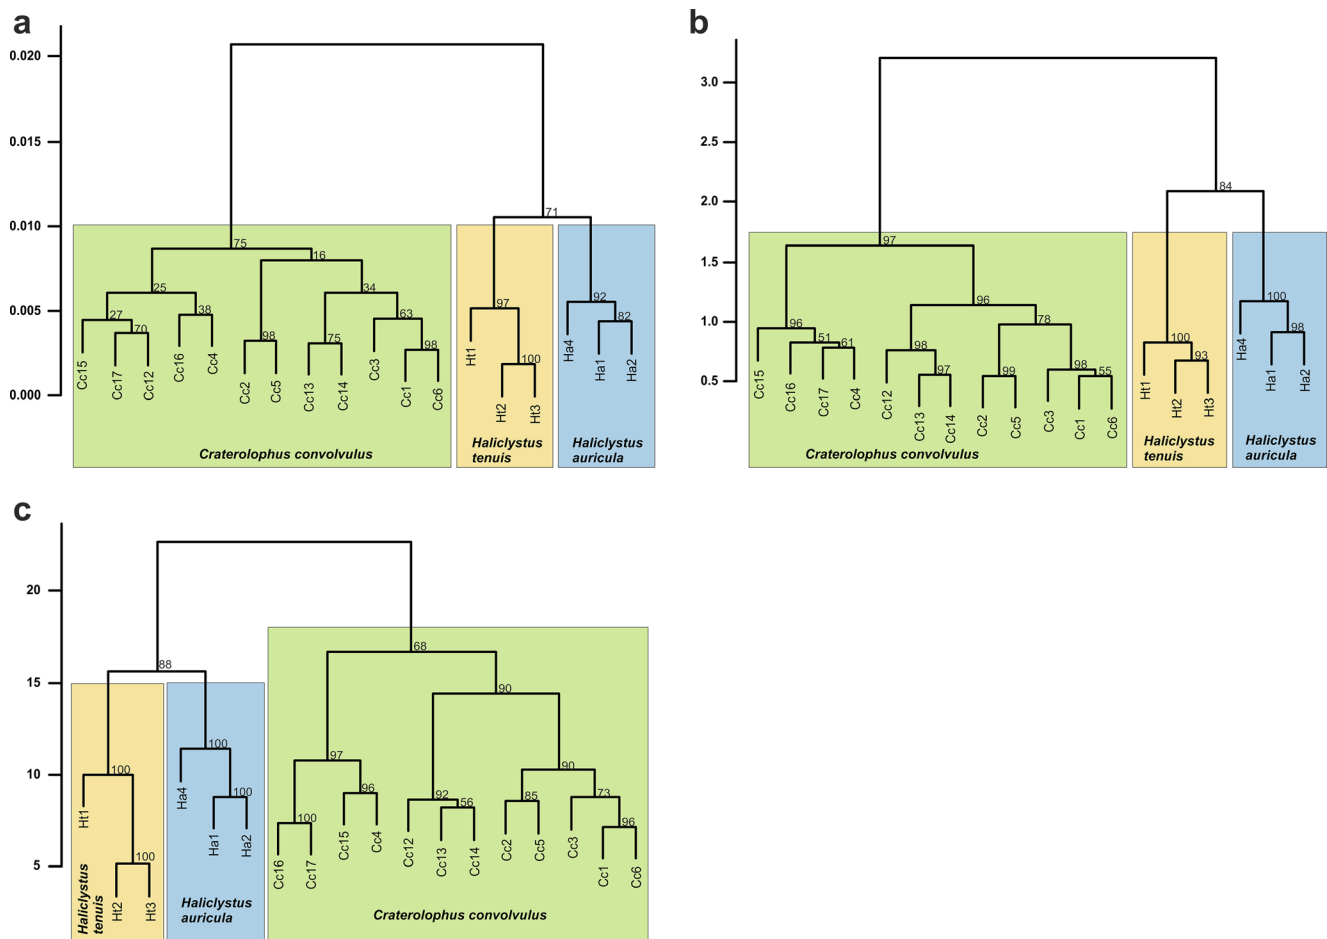 a
0.020
0.015
0.010
0.005
0.000
71
75
16
25
34
27
70
38
98
75
63
98
97
100
92
82
Cc15
Cc17
Cc12
Cc16
Cc4
Cc2
Cc5
Cc13
Cc14
Cc3
Cc1
Cc6
Ht1
Ht2
Ht3
Ha4
Ha1
Ha2
Craterolophus convolvulus
Haliclystus
tenuis
Haliclystus
auricula
b
3.0
2.5
2.0
1.5
1.0
0.5
84
97
96
96
51
61
98
97
78
99
98
55
100
93
100
98
Cc15
Cc16
Cc17
Cc4
Cc12
Cc13
Cc14
Cc2
Cc5
Cc3
Cc1
Cc6
Ht1
Ht2
Ht3
Ha4
Ha1
Ha2
Craterolophus convolvulus
Haliclystus
tenuis
Haliclystus
auricula
c
20
15
10
5
88
68
90
100
100
100
100
97
96
100
92
56
90
85
73
96
Ht1
Ht2
Ht3
Ha4
Ha1
Ha2
Cc16
Cc17
Cc15
Cc4
Cc12
Cc13
Cc14
Cc2
Cc5
Cc3
Cc1
Cc6
Haliclystus
tenuis
Haliclystus
auricula
Craterolophus convolvulus